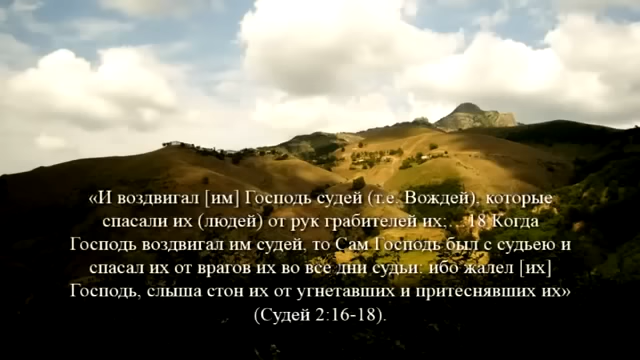 «И воздвигал [им] Господь судей (т.е. Вождей), которые
спасали их (людей) от рук грабителей их;... 18 Когда
Господь воздвигал им судей, то Сам Господь был с судьею и
спасал их от врагов их во все дни судьи: ибо жалел [их]
Господь, слыша стон их от угнетавших и притеснявших их»
(Судей 2:16-18).